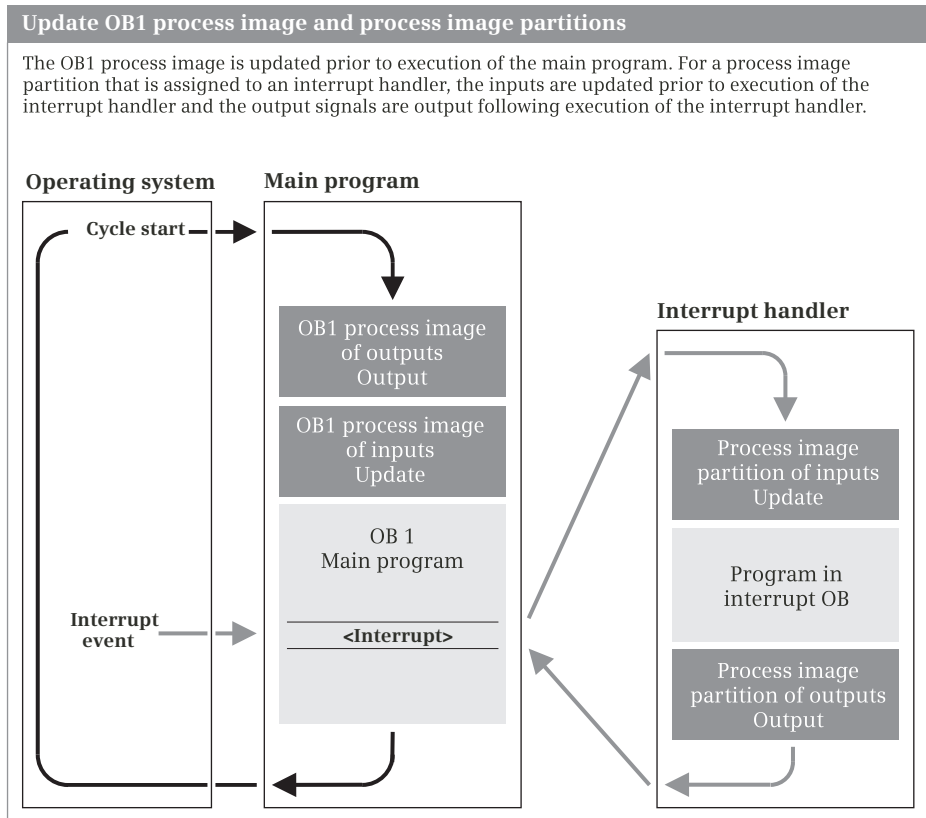 Update OB1 process image and process image partitions
The OB1 process image is updated prior to execution of the main program. For a process image
partition that is assigned to an interrupt handler, the inputs are updated prior to execution of the
interrupt handler and the output signals are output following execution of the interrupt handler.
Operating system
Main program
Cycle start
OB1 process image
of outputs
Output
OB1 process image
of inputs
Update
OB 1
Main program
Interrupt
event
<Interrupt>
Interrupt handler
Process image
partition of inputs
Update
Program in
interrupt OB
Process image
partition of outputs
Output